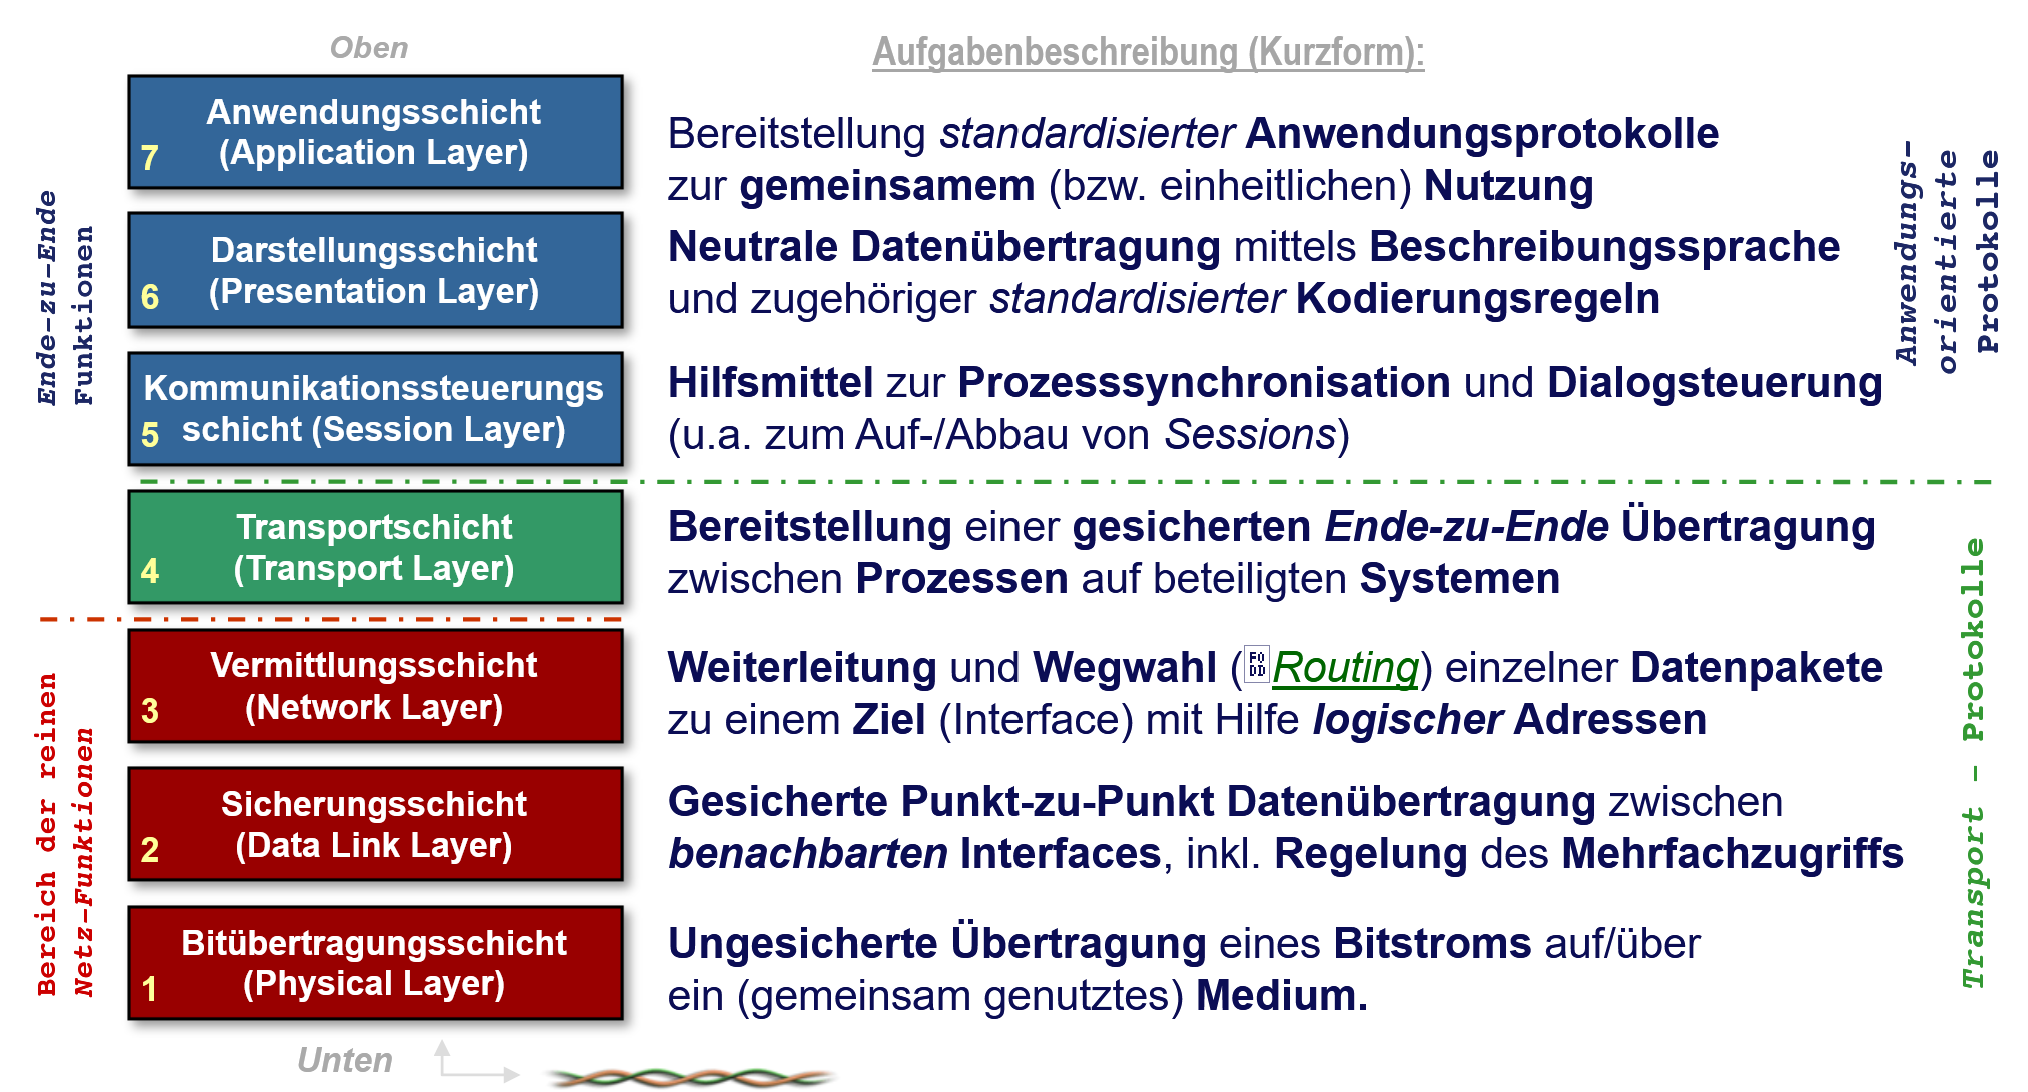 Oben
Aufgabenbeschreibung (Kurzform):
Anwendungsschicht
(Application Layer)
7
Bereitstellung standardisierter Anwendungsprotokolle
zur gemeinsamem (bzw. einheitlichen) Nutzung
Darstellungsschicht
(Presentation Layer)
6
Neutrale Datenübertragung mittels Beschreibungssprache
und zugehöriger standardisierter Kodierungsregeln
Kommunikationssteuerungs
schicht (Session Layer)
5
Hilfsmittel zur Prozesssynchronisation und Dialogsteuerung
(u.a. zum Auf-/Abbau von Sessions)
Transportschicht
(Transport Layer)
4
Bereitstellung einer gesicherten Ende-zu-Ende Übertragung
zwischen Prozessen auf beteiligten Systemen
Vermittlungsschicht
(Network Layer)
3
Weiterleitung und Wegwahl (Routing) einzelner Datenpakete
zu einem Ziel (Interface) mit Hilfe logischer Adressen
Sicherungsschicht
(Data Link Layer)
2
Gesicherte Punkt-zu-Punkt Datenübertragung zwischen
benachbarten Interfaces, inkl. Regelung des Mehrfachzugriffs
Bitübertragungsschicht
(Physical Layer)
1
Ungesicherte Übertragung eines Bitstroms auf/über
ein (gemeinsam genutztes) Medium.
Unten
Ende-zu-Ende
Funktionen
Bereich der reinen
Netz-Funktionen
Anwendungs-
orientierte
Protokolle
Transport - Protokolle